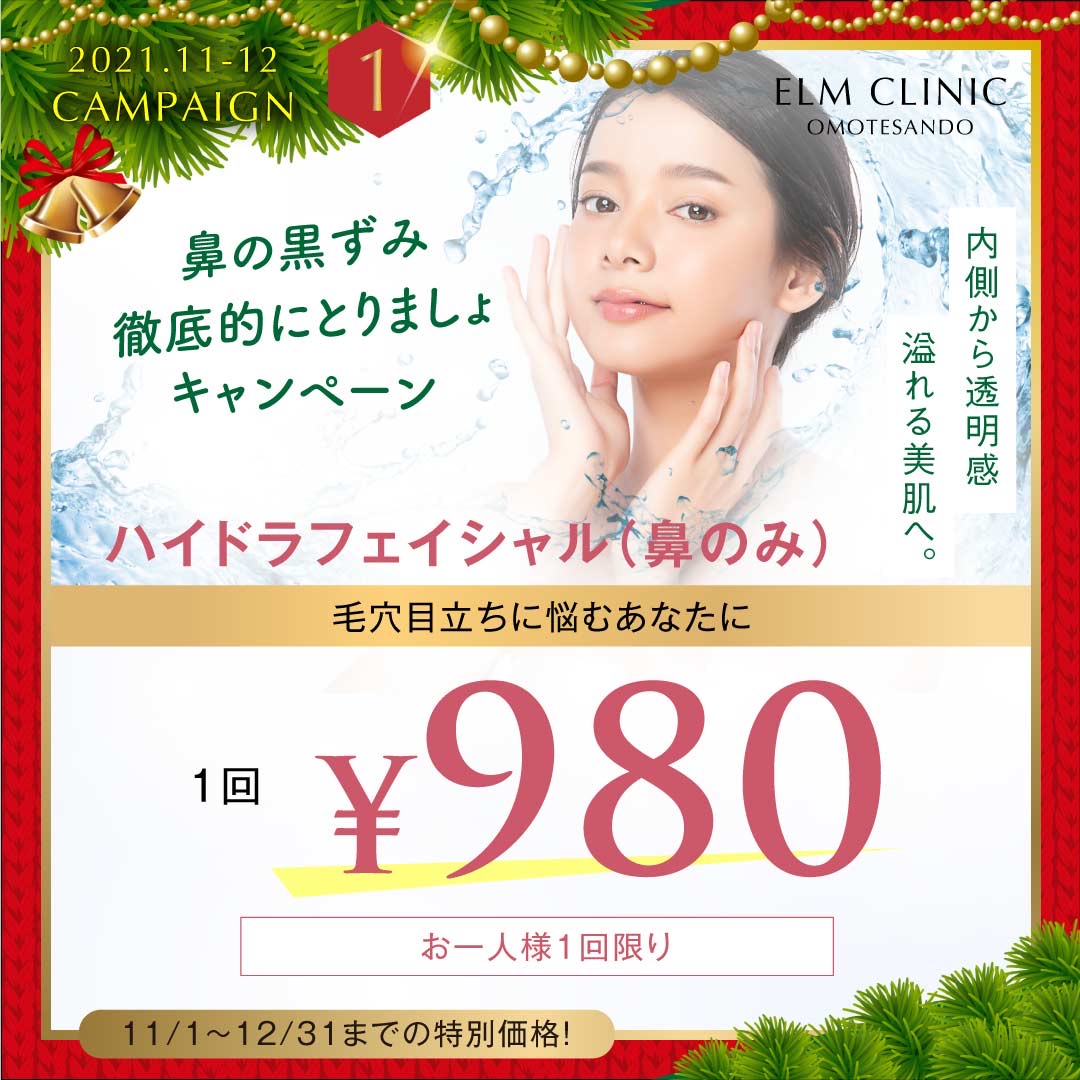 2021.11-12
CAMPAIGN
1
ELM CLINIC
OMOTESANDO
鼻の黒ずみ
徹底的にとりましょ
キャンペーン
内側から透明感
溢れる美肌へ。
ハイドラフェイシャル(鼻のみ)
毛穴目立ちに悩むあなたに
1回 ¥980
お一人様1回限り
11/1〜12/31までの特別価格!